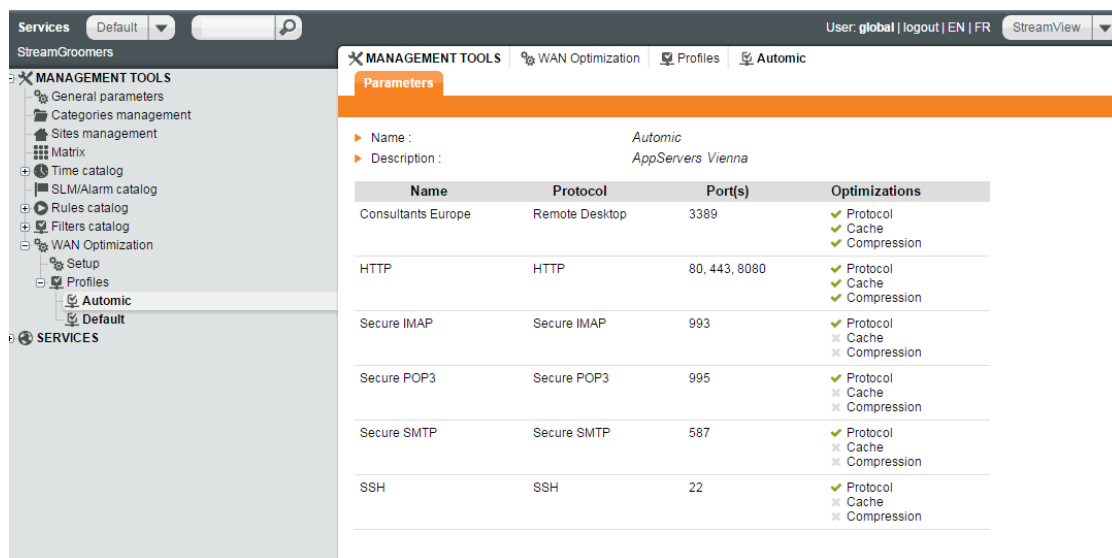 Services Default User: global | logout | EN | FR StreamView
StreamGroomers
MANAGEMENT TOOLS
General parameters
Categories management
Sites management
Matrix
Time catalog
SLM/Alarm catalog
Rules catalog
Filters catalog
WAN Optimization
Setup
Profiles
Automic
Default
SERVICES
MANAGEMENT TOOLS WAN Optimization Profiles Automic
Parameters
Name : Automic
Description : AppServers Vienna
Name Protocol Port(s) Optimizations
Consultants Europe Remote Desktop 3389 Protocol
Cache
Compression
HTTP HTTP 80, 443, 8080 Protocol
Cache
Compression
Secure IMAP Secure IMAP 993 Protocol
Cache
Compression
Secure POP3 Secure POP3 995 Protocol
Cache
Compression
Secure SMTP Secure SMTP 587 Protocol
Cache
Compression
SSH SSH 22 Protocol
Cache
Compression